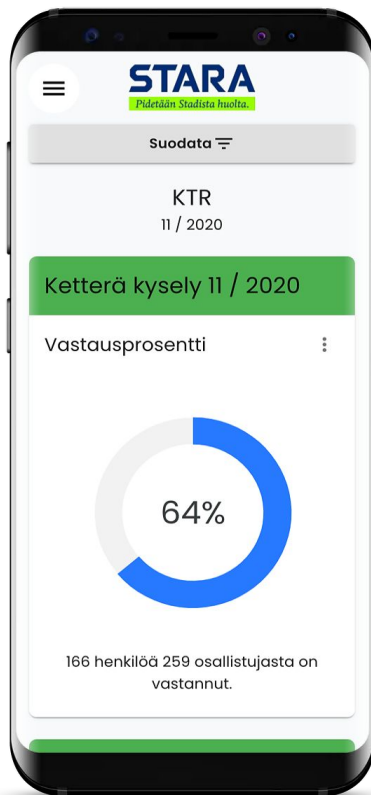 STARA
Pidetään Stadista huolta.
Suodata
KTR
11 / 2020
Ketterä kysely 11 / 2020
Vastausprosentti
64%
166 henkilöä 259 osallistujasta on
vastannut.